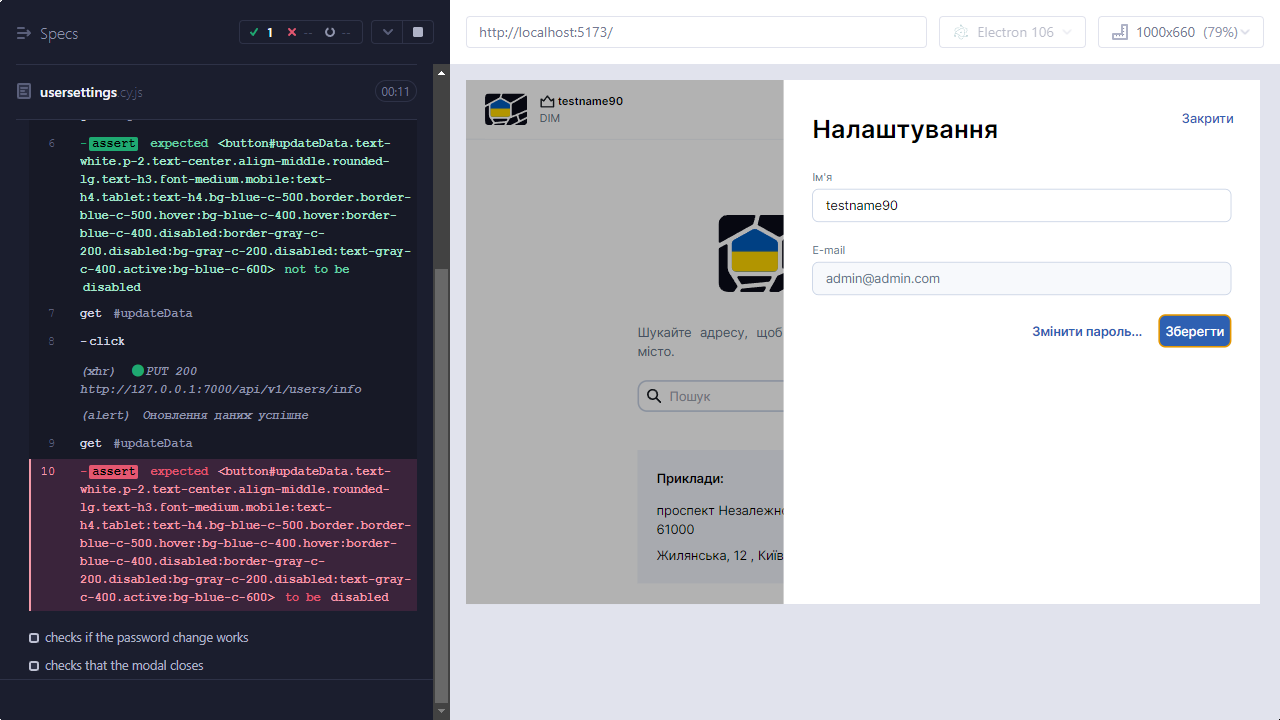 Specs
1
--
--
http://localhost:5173/
Electron 106
1000x660 (79%)
usersettings.cy.js
00:11
6 -assert expected <button#updateData.text-
white.p-2.text-center.align-middle.rounded-
lg.text-h3.font-medium.mobile:text-
h4.tablet:text-h4.bg-blue-c-500.border.border-
blue-c-500.hover:bg-blue-c-400.hover:border-
blue-c-400.disabled:border-gray-c-
200.disabled:bg-gray-c-200.disabled:text-gray-
c-400.active:bg-blue-c-600> not to be
disabled
7 get #updateData
8 -click
(xhr) PUT 200
http://127.0.0.1:7000/api/v1/users/info
(alert) Оновлення даних успішне
9 get #updateData
10 -assert expected <button#updateData.text-
white.p-2.text-center.align-middle.rounded-
lg.text-h3.font-medium.mobile:text-
h4.tablet:text-h4.bg-blue-c-500.border.border-
blue-c-500.hover:bg-blue-c-400.hover:border-
blue-c-400.disabled:border-gray-c-
200.disabled:bg-gray-c-200.disabled:text-gray-
c-400.active:bg-blue-c-600> to be disabled
checks if the password change works
checks that the modal closes
testname90
DIM
Шукайте адресу, щоб
місто.
Пошук
Приклади:
проспект Незалежно
61000
Жилянська, 12 , Київ
Налаштування
Закрити
Ім'я
testname90
E-mail
admin@admin.com
Змінити пароль...
Зберегти